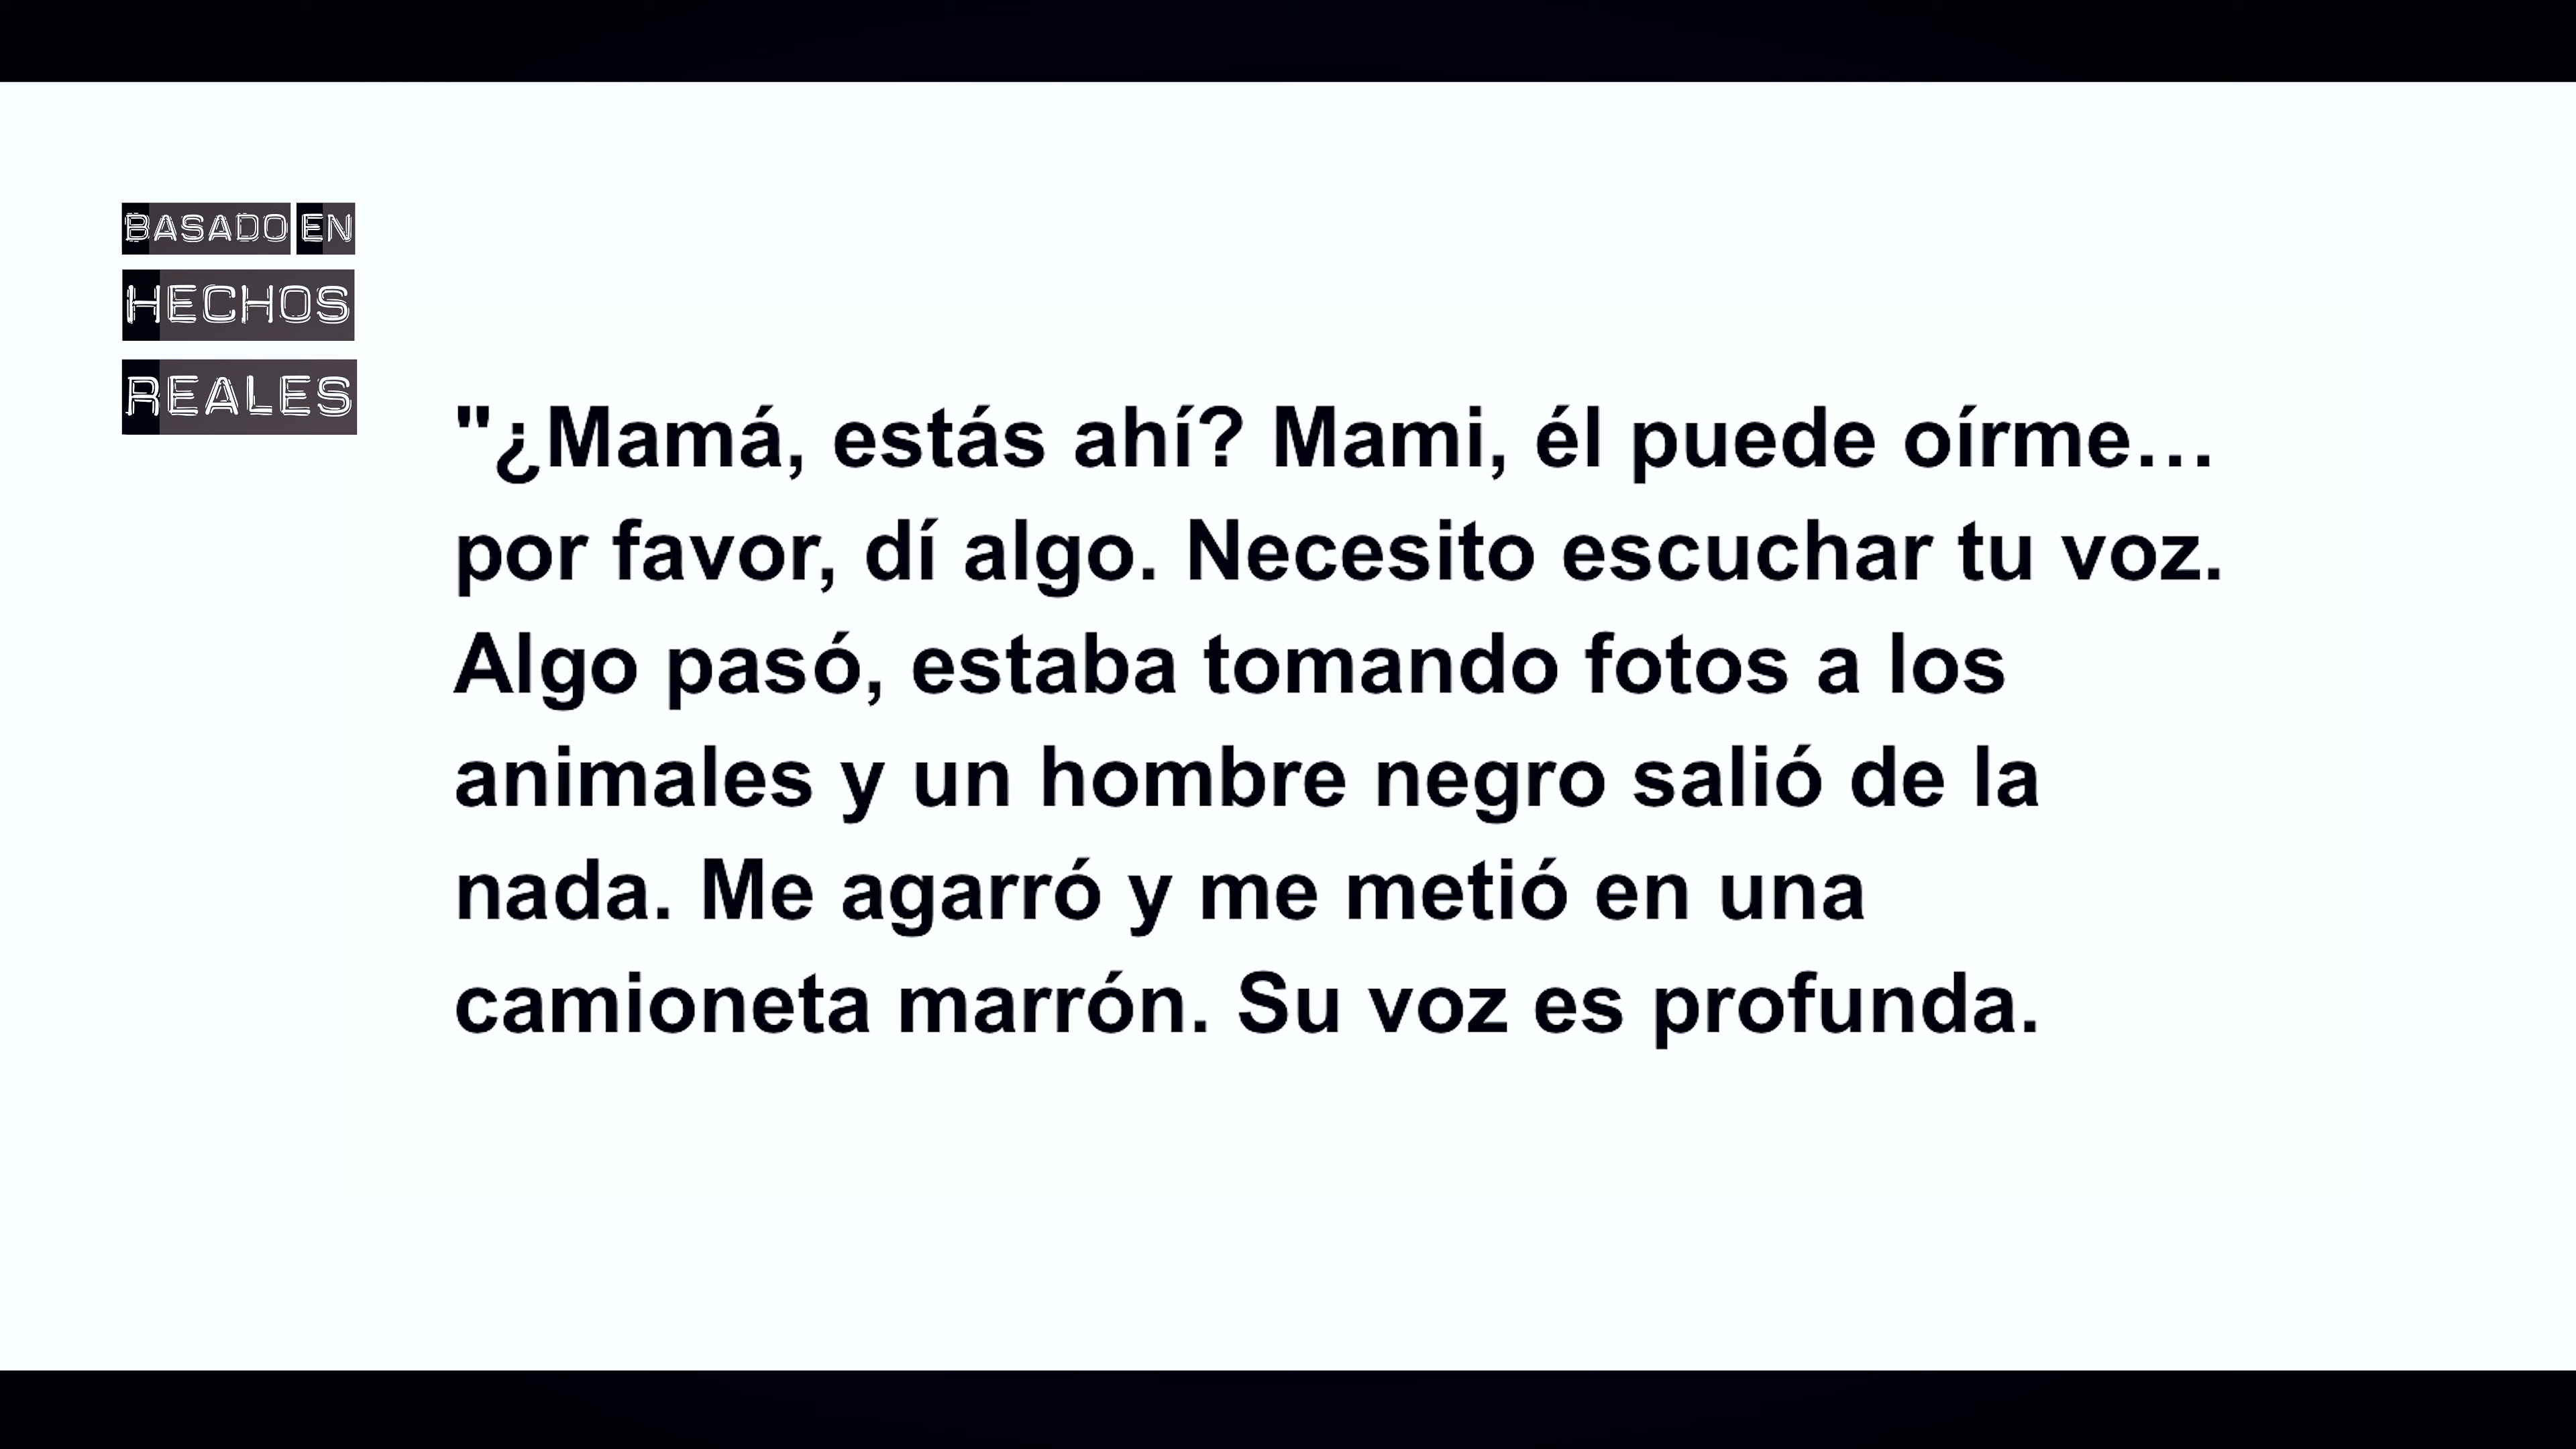 BASADO EN
HECHOS
REALES
"¿Mamá, estás ahí? Mami, él puede oírme…
por favor, dí algo. Necesito escuchar tu voz.
Algo pasó, estaba tomando fotos a los
animales y un hombre negro salió de la
nada. Me agarró y me metió en una
camioneta marrón. Su voz es profunda.